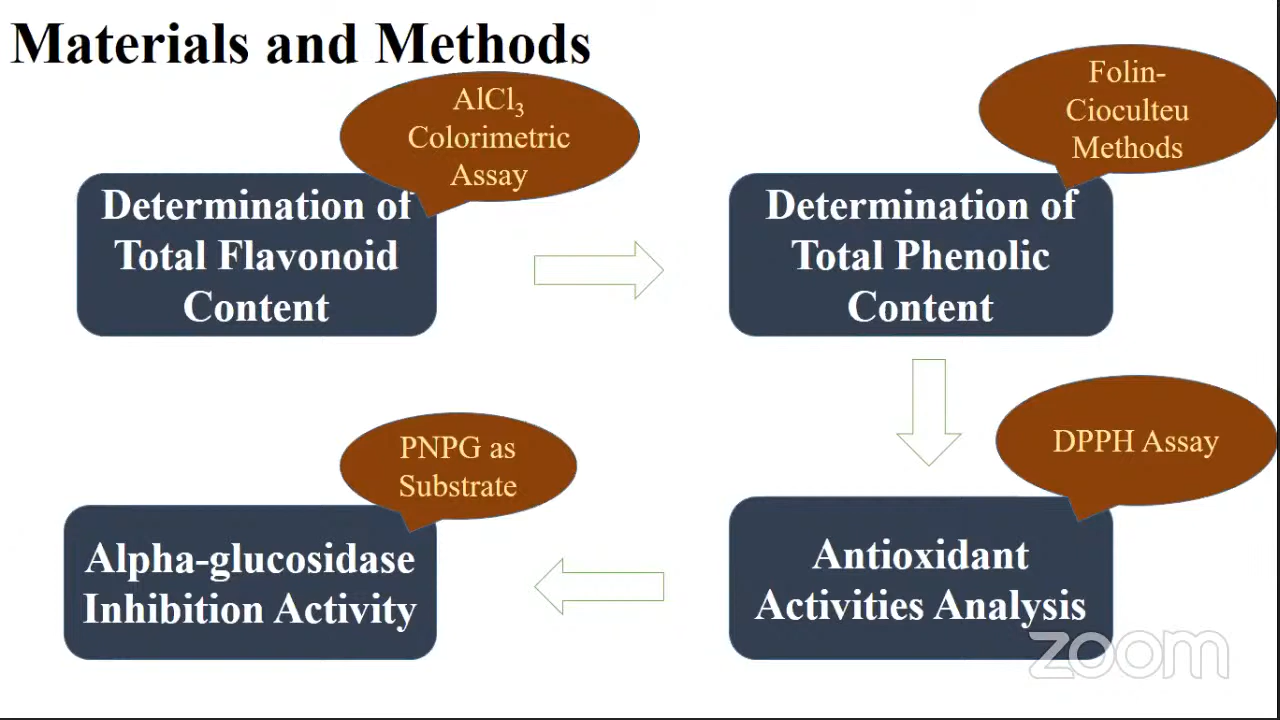 Materials and Methods
AlCl₃
Colorimetric
Assay
Determination of
Total Flavonoid
Content
Folin-
Cioculteu
Methods
Determination of
Total Phenolic
Content
DPPH Assay
Antioxidant
Activities Analysis
PNPG as
Substrate
Alpha-glucosidase
Inhibition Activity
zoom